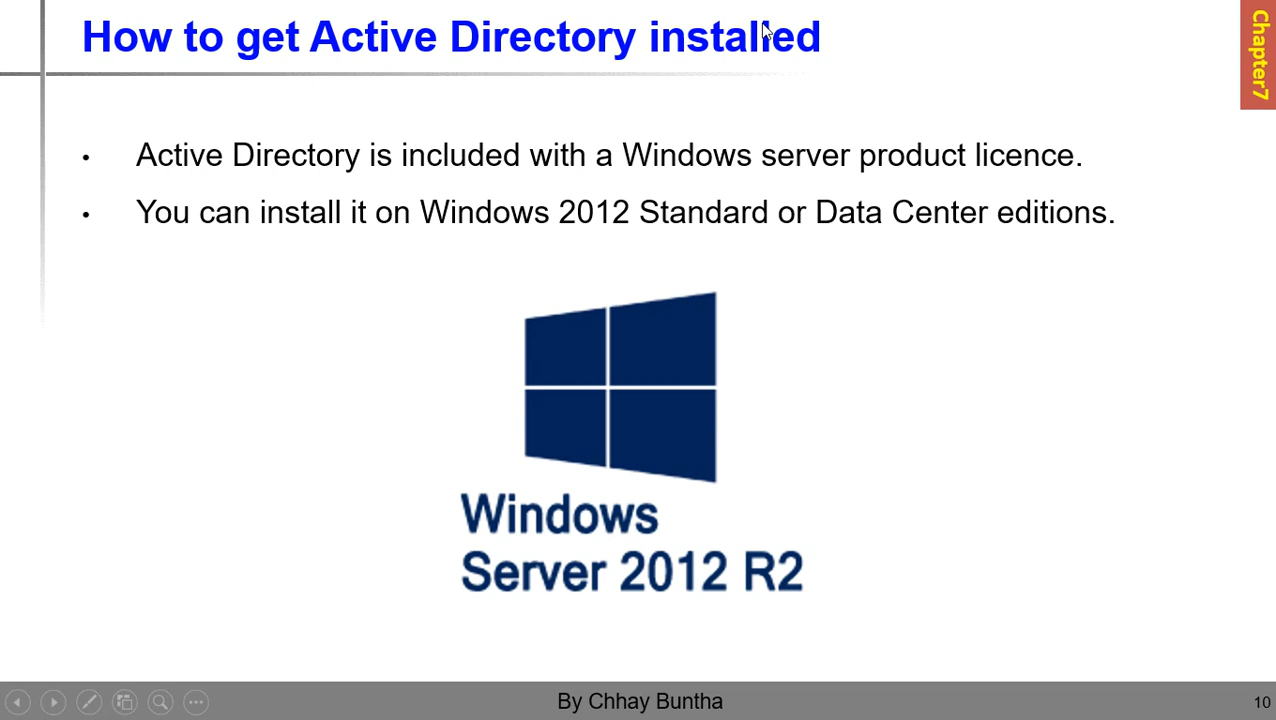 How to get Active Directory installed
Chapter7
• Active Directory is included with a Windows server product licence.
• You can install it on Windows 2012 Standard or Data Center editions.
Windows
Server 2012 R2
By Chhay Buntha
10